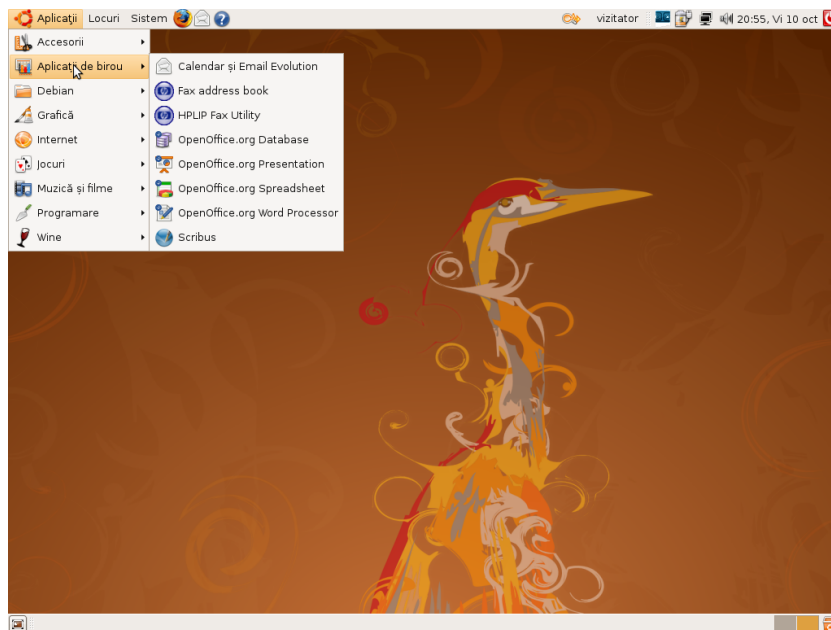 Aplicații Locuri Sistem vizitator 20:55, Vi 10 oct
Accesorii
Aplicații de birou
Debian
Grafică
Internet
Jocuri
Muzică și filme
Programare
Wine
Calendar și Email Evolution
Fax address book
HPLIP Fax Utility
OpenOffice.org Database
OpenOffice.org Presentation
OpenOffice.org Spreadsheet
OpenOffice.org Word Processor
Scribus